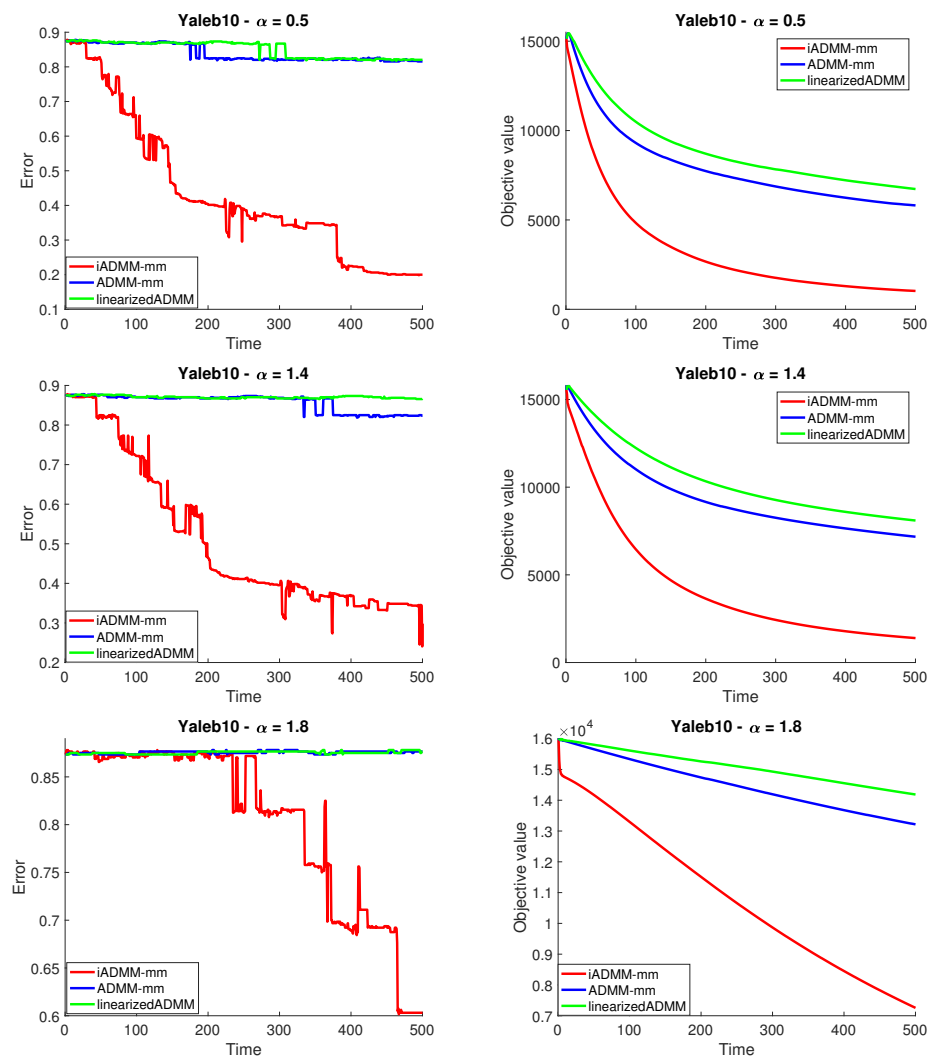 Yaleb10 - α = 0.5
0.9
0.8
0.7
0.6
0.5
0.4
0.3
0.2
0.1
Error
0
100
200
300
400
500
Time
iADMM-mm
ADMM-mm
linearizedADMM
Yaleb10 - α = 0.5
15000
10000
5000
0
Objective value
0
100
200
300
400
500
Time
iADMM-mm
ADMM-mm
linearizedADMM
Yaleb10 - α = 1.4
0.9
0.8
0.7
0.6
0.5
0.4
0.3
0.2
Error
0
100
200
300
400
500
Time
iADMM-mm
ADMM-mm
linearizedADMM
Yaleb10 - α = 1.4
15000
10000
5000
0
Objective value
0
100
200
300
400
500
Time
iADMM-mm
ADMM-mm
linearizedADMM
Yaleb10 - α = 1.8
0.85
0.8
0.75
0.7
0.65
0.6
Error
0
100
200
300
400
500
Time
iADMM-mm
ADMM-mm
linearizedADMM
Yaleb10 - α = 1.8
×10⁴
1.6
1.5
1.4
1.3
1.2
1.1
1
0.9
0.8
0.7
Objective value
0
100
200
300
400
500
Time
iADMM-mm
ADMM-mm
linearizedADMM